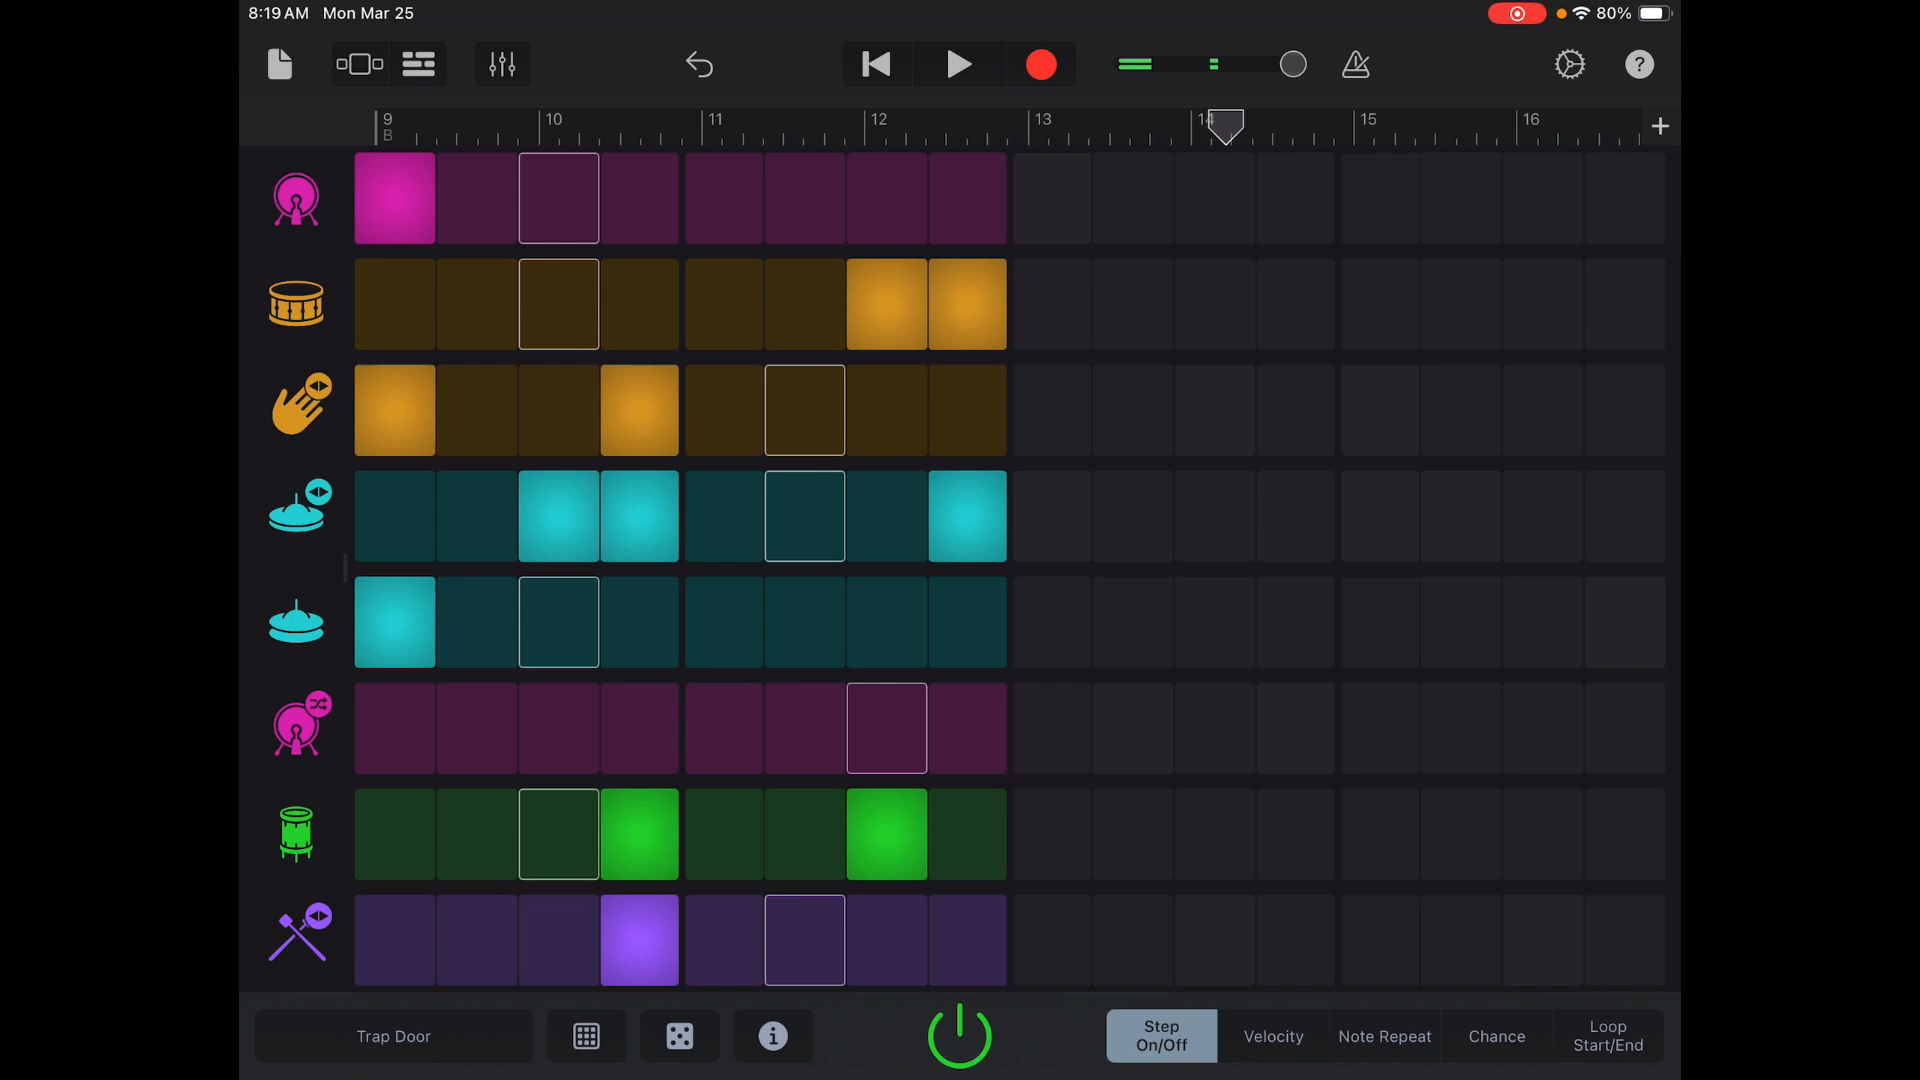 8:19 AM Mon Mar 25
80%
?
9 10 11 12 13 14 15 16 +
B
Trap Door
i
Step
On/Off
Velocity
Note Repeat
Chance
Loop
Start/End